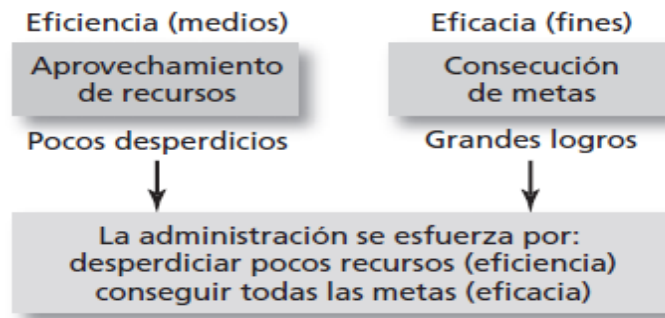 Eficiencia (medios)
Aprovechamiento
de recursos
Pocos desperdicios
Eficacia (fines)
Consecución
de metas
Grandes logros
La administración se esfuerza por:
desperdiciar pocos recursos (eficiencia)
conseguir todas las metas (eficacia)